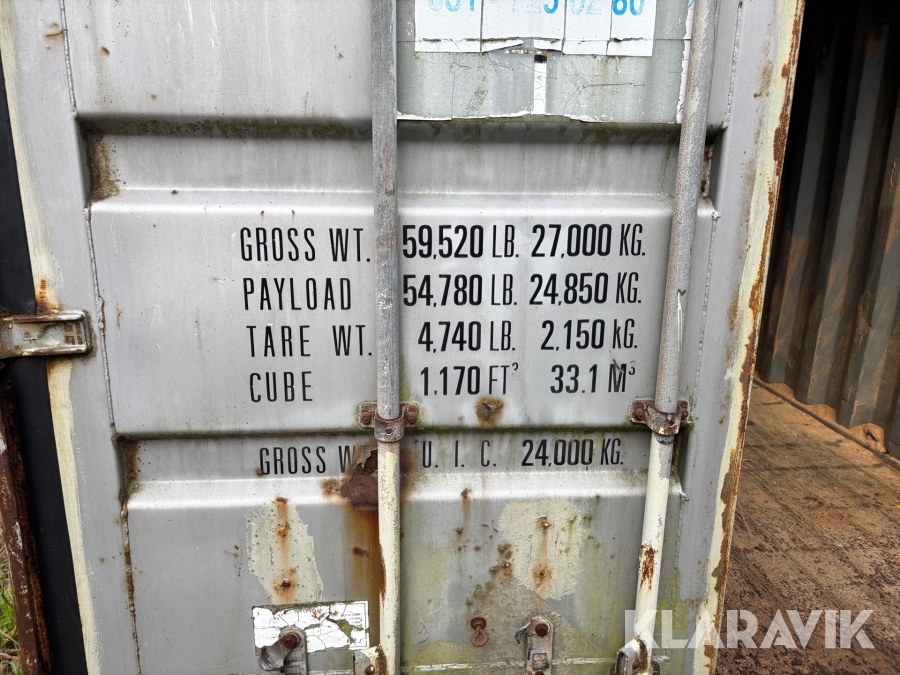 GROSS WT. 59,520 LB. 27,000 KG.
PAYLOAD 54,780 LB. 24,850 KG.
TARE WT. 4,740 LB. 2,150 kG.
CUBE 1,170 FT³ 33.1 M³
GROSS W U. I. C. 24,000 KG.
KLARAVIK